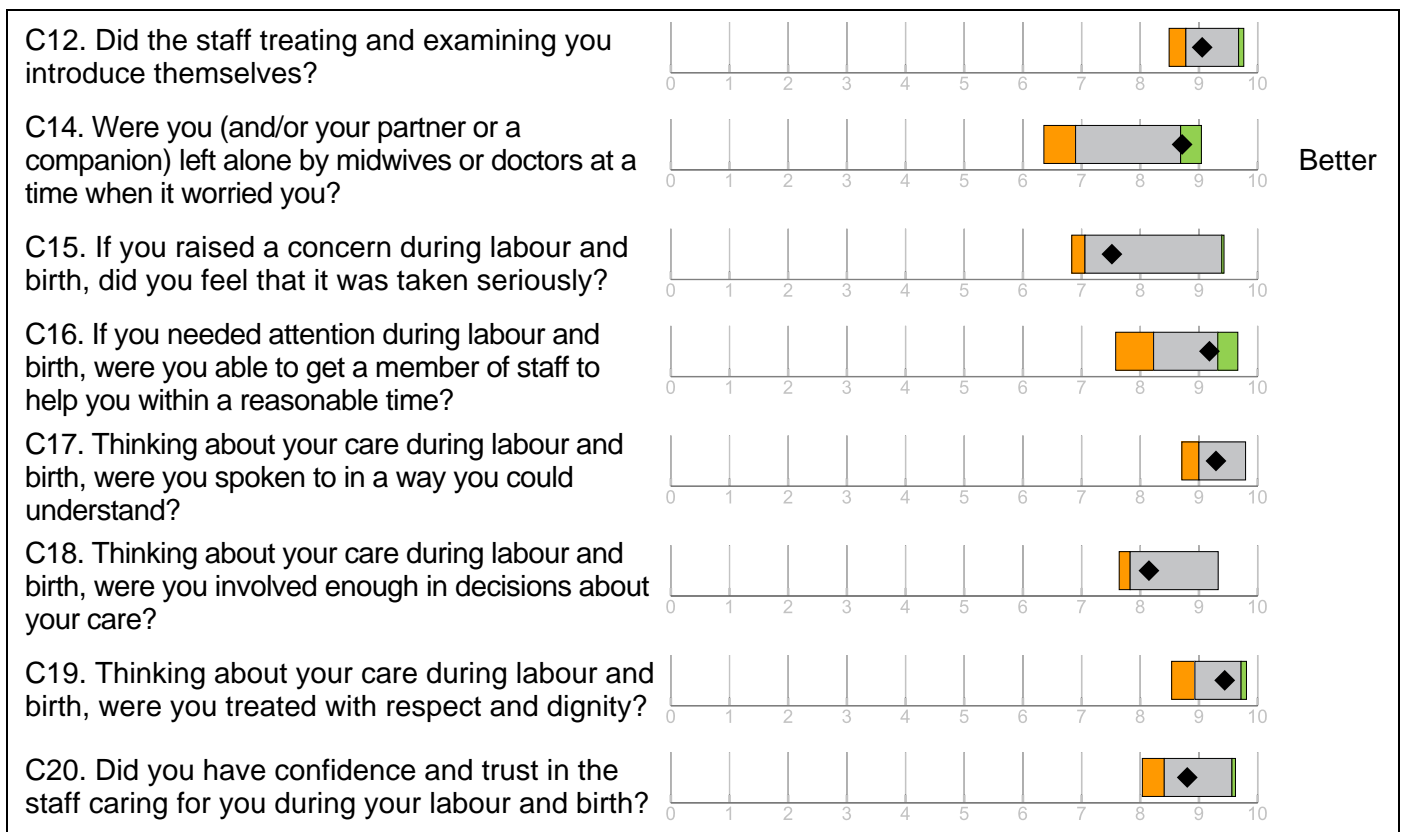 C12. Did the staff treating and examining you
introduce themselves?
0 1 2 3 4 5 6 7 8 9 10
C14. Were you (and/or your partner or a
companion) left alone by midwives or doctors at a
time when it worried you?
0 1 2 3 4 5 6 7 8 9 10
Better
C15. If you raised a concern during labour and
birth, did you feel that it was taken seriously?
0 1 2 3 4 5 6 7 8 9 10
C16. If you needed attention during labour and
birth, were you able to get a member of staff to
help you within a reasonable time?
0 1 2 3 4 5 6 7 8 9 10
C17. Thinking about your care during labour and
birth, were you spoken to in a way you could
understand?
0 1 2 3 4 5 6 7 8 9 10
C18. Thinking about your care during labour and
birth, were you involved enough in decisions about
your care?
0 1 2 3 4 5 6 7 8 9 10
C19. Thinking about your care during labour and
birth, were you treated with respect and dignity?
0 1 2 3 4 5 6 7 8 9 10
C20. Did you have confidence and trust in the
staff caring for you during your labour and birth?
0 1 2 3 4 5 6 7 8 9 10